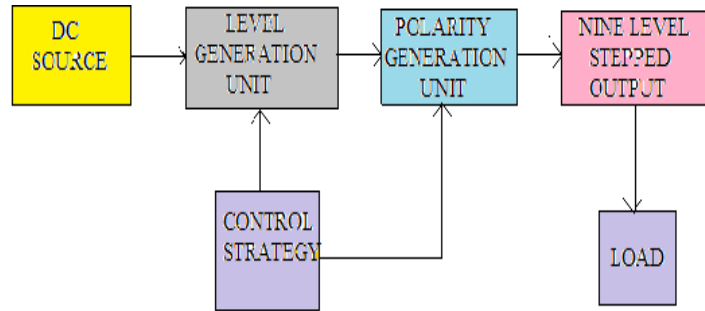 DC
SOURCE
LEVEL
GENERATION
UNIT
POLARITY
GENERATION
UNIT
NINE LEVEL
STEPPED
OUTPUT
CONTROL
STRATEGY
LOAD